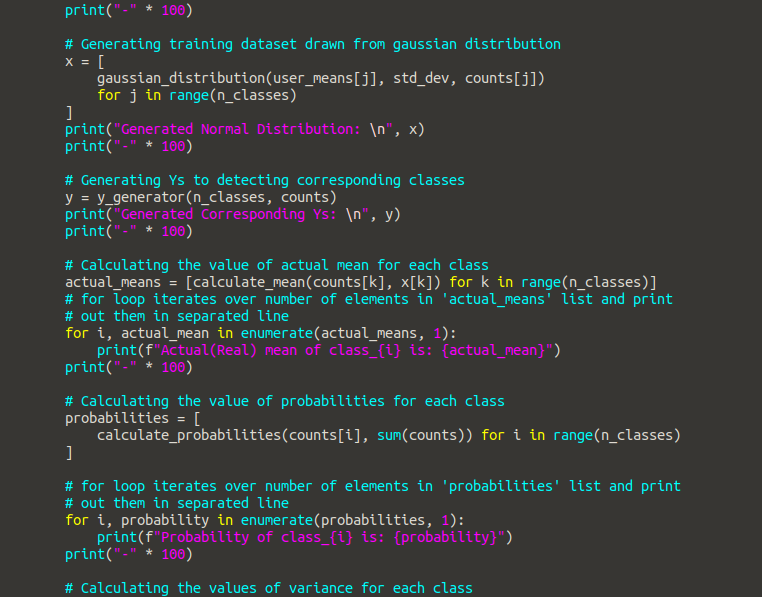 print("-" * 100)
# Generating training dataset drawn from gaussian distribution
x = [
gaussian_distribution(user_means[j], std_dev, counts[j])
for j in range(n_classes)
]
print("Generated Normal Distribution: \n", x)
print("-" * 100)
# Generating Ys to detecting corresponding classes
y = y_generator(n_classes, counts)
print("Generated Corresponding Ys: \n", y)
print("-" * 100)
# Calculating the value of actual mean for each class
actual_means = [calculate_mean(counts[k], x[k]) for k in range(n_classes)]
# for loop iterates over number of elements in 'actual_means' list and print
# out them in separated line
for i, actual_mean in enumerate(actual_means, 1):
print(f"Actual(Real) mean of class_{i} is: {actual_mean}")
print("-" * 100)
# Calculating the value of probabilities for each class
probabilities = [
calculate_probabilities(counts[i], sum(counts)) for i in range(n_classes)
]
# for loop iterates over number of elements in 'probabilities' list and print
# out them in separated line
for i, probability in enumerate(probabilities, 1):
print(f"Probability of class_{i} is: {probability}")
print("-" * 100)
# Calculating the values of variance for each class